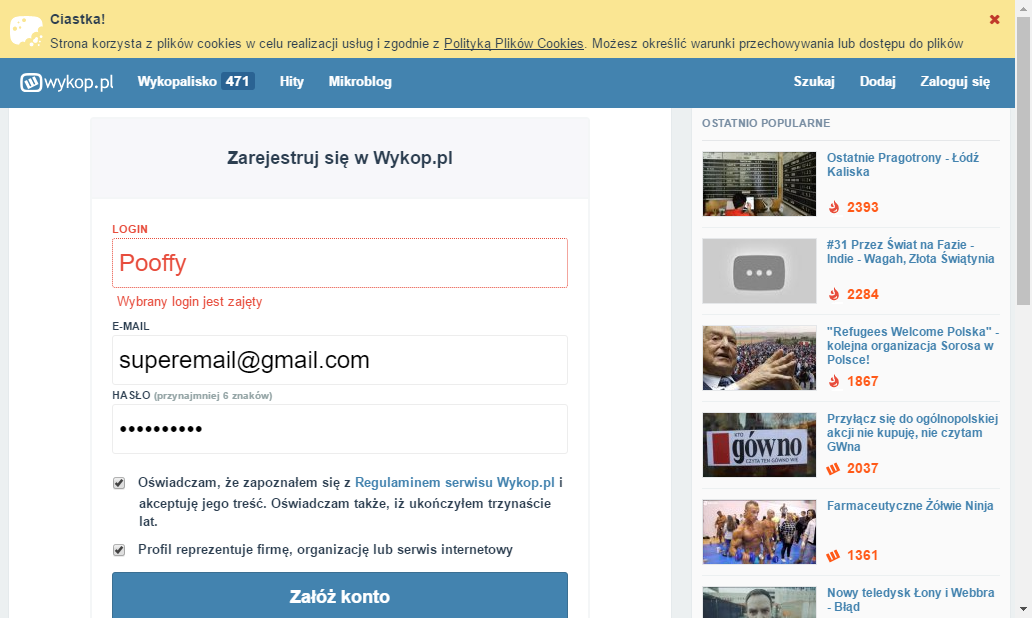 Ciastka!
Strona korzysta z plików cookies w celu realizacji usług i zgodnie z Polityką Plików Cookies. Możesz określić warunki przechowywania lub dostępu do plików
wykop.pl Wykopalisko 471 Hity Mikroblog Szukaj Dodaj Zaloguj się
Zarejestruj się w Wykop.pl
LOGIN
Pooffy
Wybrany login jest zajęty
E-MAIL
superemail@gmail.com
HASŁO (przynajmniej 6 znaków)
••••••••••
Oświadczam, że zapoznałem się z Regulaminem serwisu Wykop.pl i
akceptuję jego treść. Oświadczam także, iż ukończyłem trzynaście
lat.
Profil reprezentuje firmę, organizację lub serwis internetowy
Załóż konto
OSTATNIO POPULARNE
Ostatnie Pragotrony - Łódź
Kaliska
2393
#31 Przez Świat na Fazie -
Indie - Wagah, Złota Świątynia
2284
"Refugees Welcome Polska" -
kolejna organizacja Sorosa w
Polsce!
1867
KTO
gówno
CZYTA TEN GÓWNO WIE
Przyłącz się do ogólnopolskiej
akcji nie kupuję, nie czytam
GWna
2037
Farmaceutyczne Żółwie Ninja
1361
Nowy teledysk Łony i Webbra
- Błąd